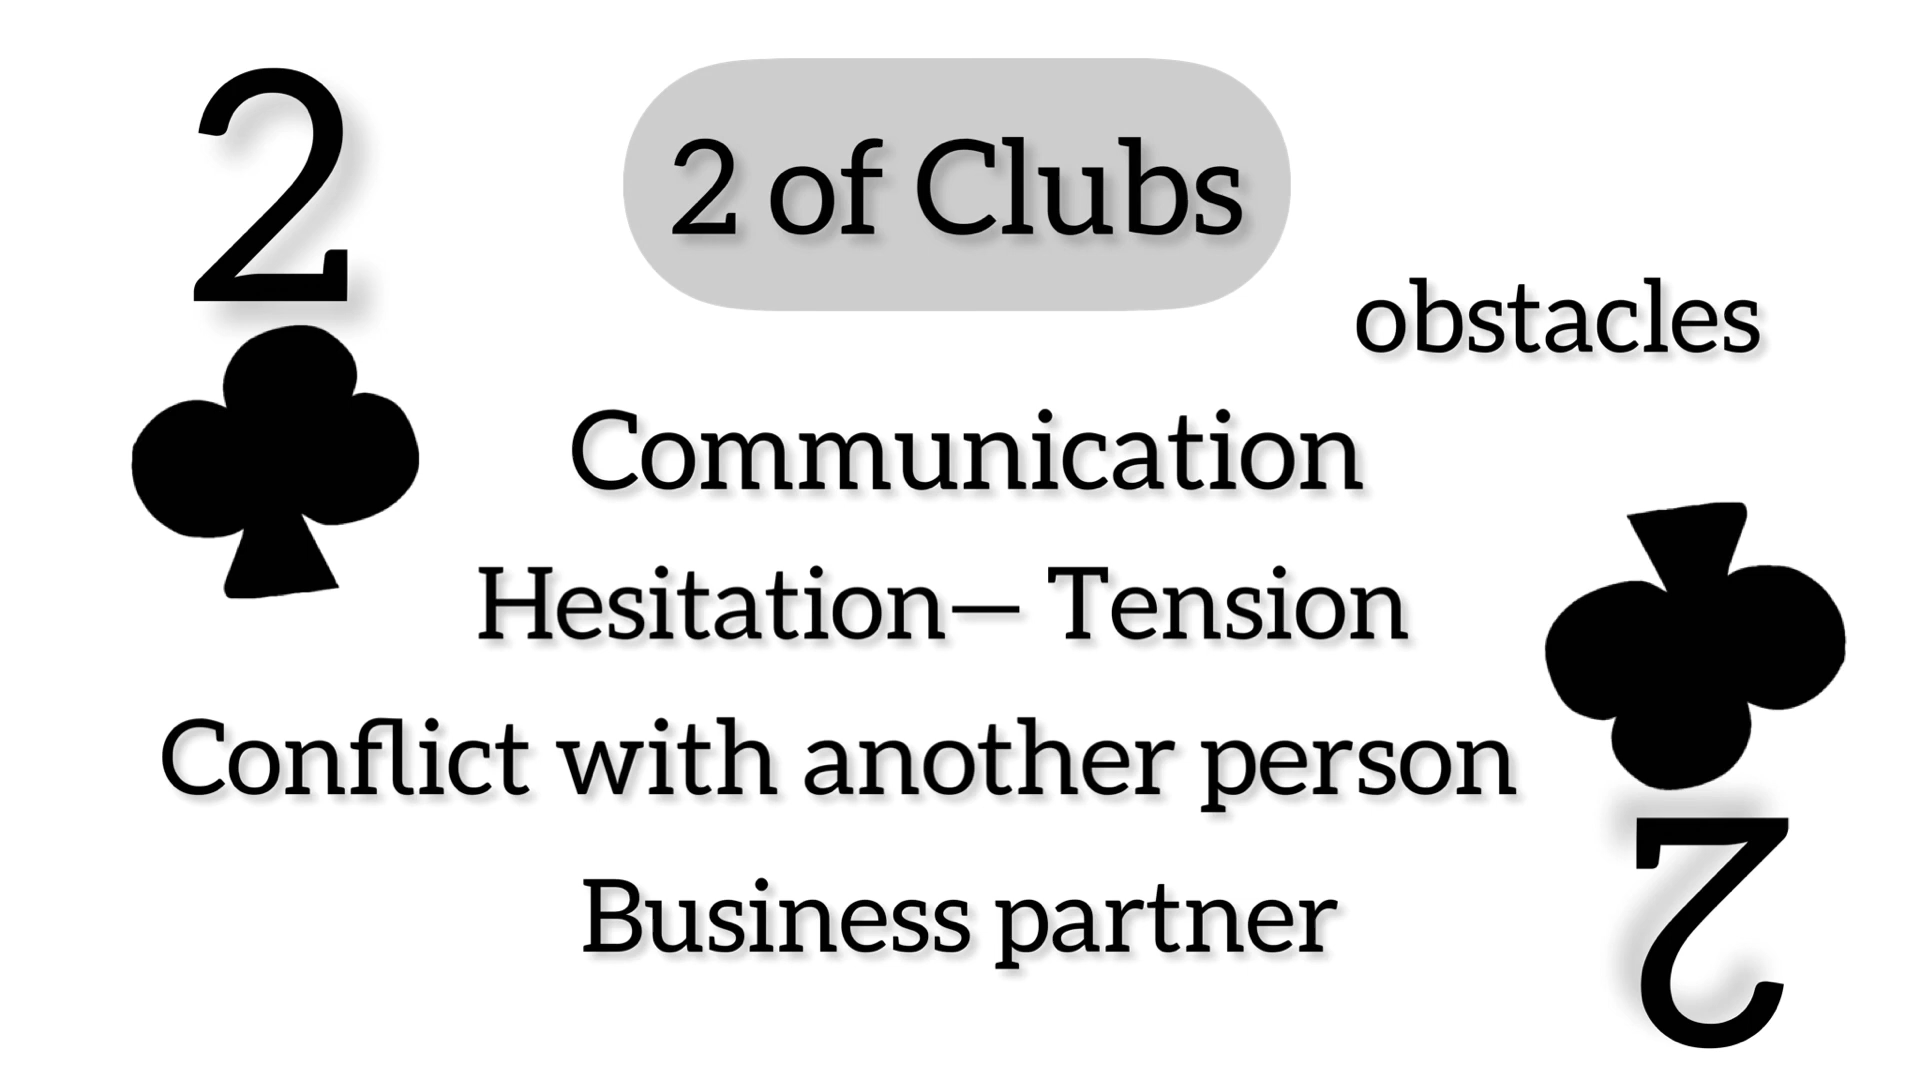 2
2 of Clubs
obstacles
Communication
Hesitation— Tension
Conflict with another person
Business partner
2